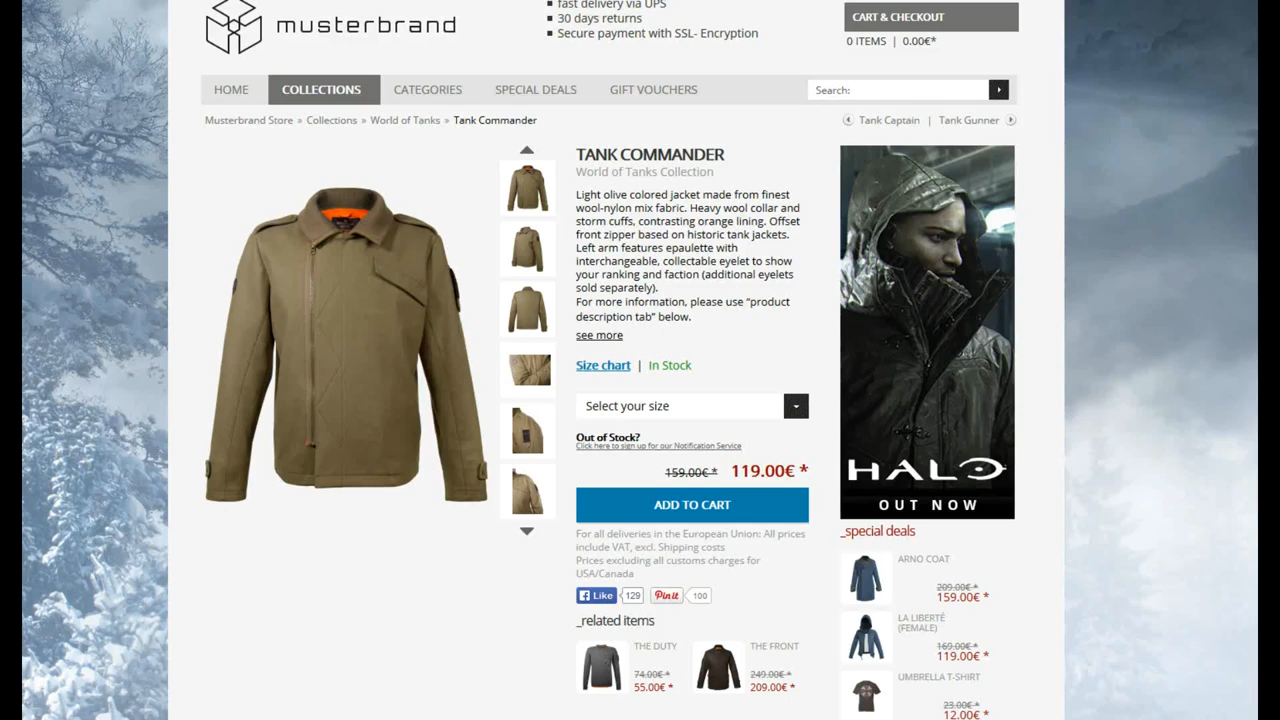 musterbrand
fast delivery via UPS
30 days returns
Secure payment with SSL- Encryption
CART & CHECKOUT
0 ITEMS | 0.00€*
HOME
COLLECTIONS
CATEGORIES
SPECIAL DEALS
GIFT VOUCHERS
Search:
Musterbrand Store » Collections » World of Tanks » Tank Commander
Tank Captain | Tank Gunner
TANK COMMANDER
World of Tanks Collection
Light olive colored jacket made from finest
wool-nylon mix fabric. Heavy wool collar and
storm cuffs, contrasting orange lining. Offset
front zipper based on historic tank jackets.
Left arm features epaulette with
interchangeable, collectable eyelet to show
your ranking and faction (additional eyelets
sold separately).
For more information, please use “product
description tab” below.
see more
Size chart | In Stock
Select your size
Out of Stock?
Click here to sign up for our Notification Service
159.00€ * 119.00€ *
ADD TO CART
For all deliveries in the European Union: All prices
include VAT, excl. Shipping costs
Prices excluding all customs charges for
USA/Canada
Like 129 Pin it 100
_related items
THE DUTY
74.00€ *
55.00€ *
THE FRONT
249.00€ *
209.00€ *
HALO
OUT NOW
_special deals
ARNO COAT
209.00€ *
159.00€ *
LA LIBERTÉ
(FEMALE)
169.00€ *
119.00€ *
UMBRELLA T-SHIRT
23.00€ *
12.00€ *